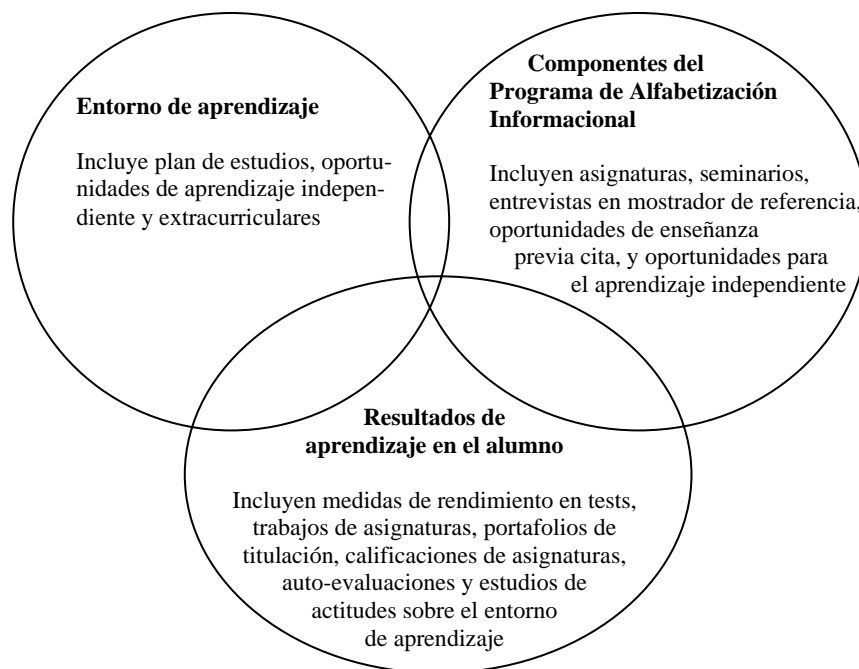 Entorno de aprendizaje
Incluye plan de estudios, oportu-
nidades de aprendizaje indepen-
diente y extracurriculares
Componentes del
Programa de Alfabetización
Informacional
Incluyen asignaturas, seminarios,
entrevistas en mostrador de referencia,
oportunidades de enseñanza
previa cita, y oportunidades para
el aprendizaje independiente
Resultados de
aprendizaje en el alumno
Incluyen medidas de rendimiento en tests,
trabajos de asignaturas, portafolios de
titulación, calificaciones de asignaturas,
auto-evaluaciones y estudios de
actitudes sobre el entorno
de aprendizaje